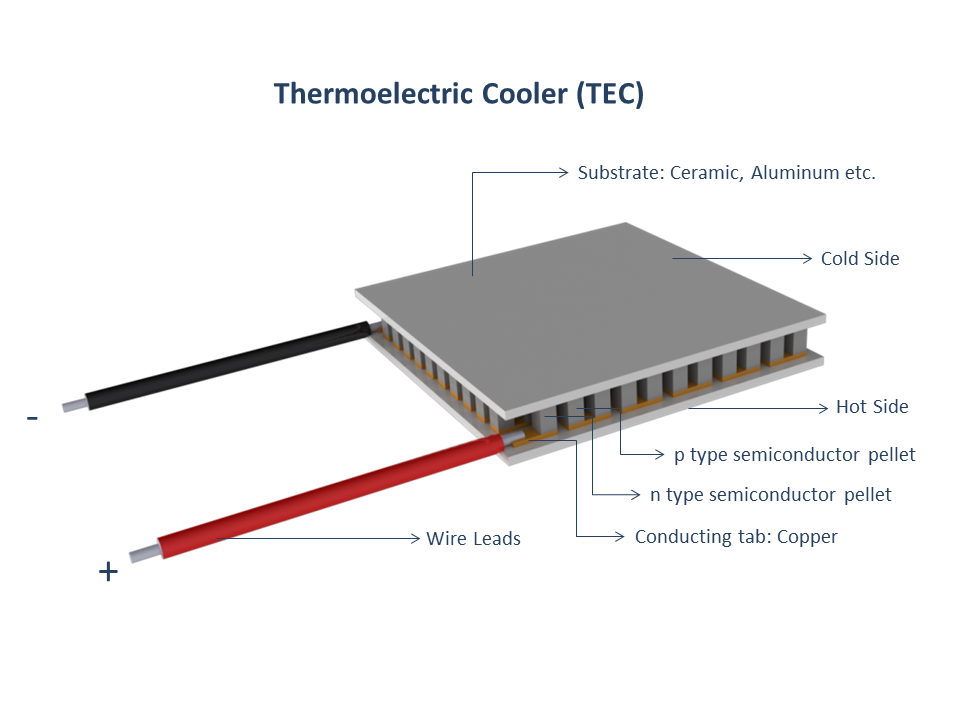 Thermoelectric Cooler (TEC)
Substrate: Ceramic, Aluminum etc.
Cold Side
Hot Side
-
p type semiconductor pellet
n type semiconductor pellet
Conducting tab: Copper
Wire Leads
+